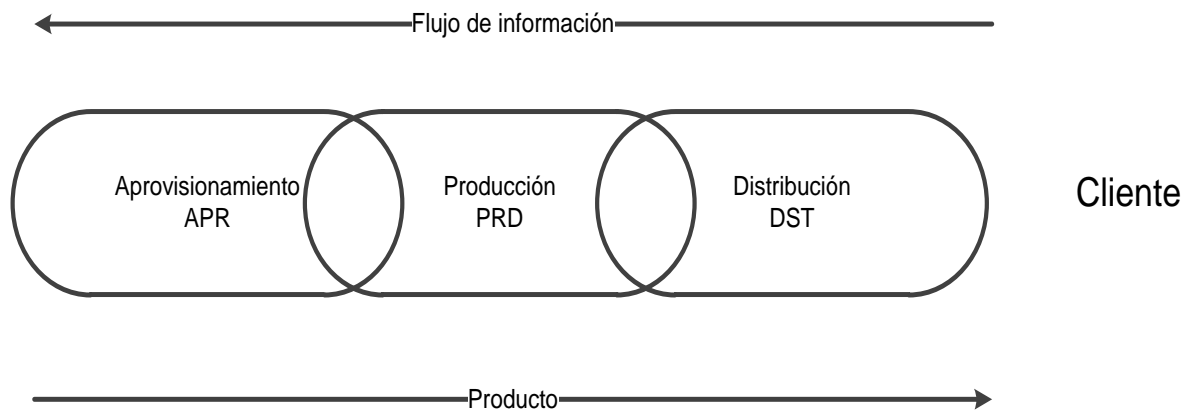 Flujo de información
Aprovisionamiento
APR
Producción
PRD
Distribución
DST
Cliente
Producto